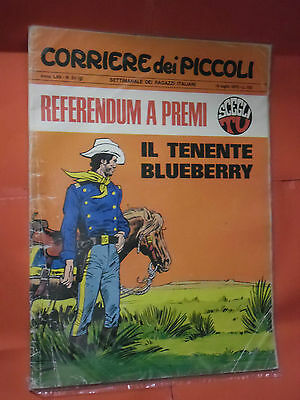 CORRIERE dei PICCOLI
SETTIMANALE DEI RAGAZZI ITALIANI
REFERENDUM A PREMI
SCEGLI
TU
IL TENENTE
BLUEBERRY